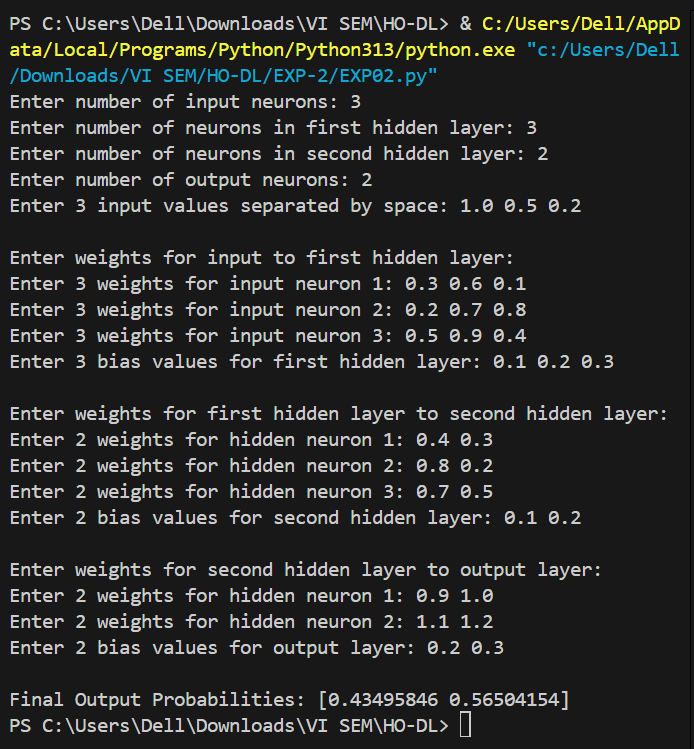 PS C:\Users\Dell\Downloads\VI SEM\HO-DL> & C:/Users/Dell/AppD
ata/Local/Programs/Python/Python313/python.exe "c:/Users/Dell
/Downloads/VI SEM/HO-DL/EXP-2/EXP02.py"
Enter number of input neurons: 3
Enter number of neurons in first hidden layer: 3
Enter number of neurons in second hidden layer: 2
Enter number of output neurons: 2
Enter 3 input values separated by space: 1.0 0.5 0.2

Enter weights for input to first hidden layer:
Enter 3 weights for input neuron 1: 0.3 0.6 0.1
Enter 3 weights for input neuron 2: 0.2 0.7 0.8
Enter 3 weights for input neuron 3: 0.5 0.9 0.4
Enter 3 bias values for first hidden layer: 0.1 0.2 0.3

Enter weights for first hidden layer to second hidden layer:
Enter 2 weights for hidden neuron 1: 0.4 0.3
Enter 2 weights for hidden neuron 2: 0.8 0.2
Enter 2 weights for hidden neuron 3: 0.7 0.5
Enter 2 bias values for second hidden layer: 0.1 0.2

Enter weights for second hidden layer to output layer:
Enter 2 weights for hidden neuron 1: 0.9 1.0
Enter 2 weights for hidden neuron 2: 1.1 1.2
Enter 2 bias values for output layer: 0.2 0.3

Final Output Probabilities: [0.43495846 0.56504154]
PS C:\Users\Dell\Downloads\VI SEM\HO-DL>